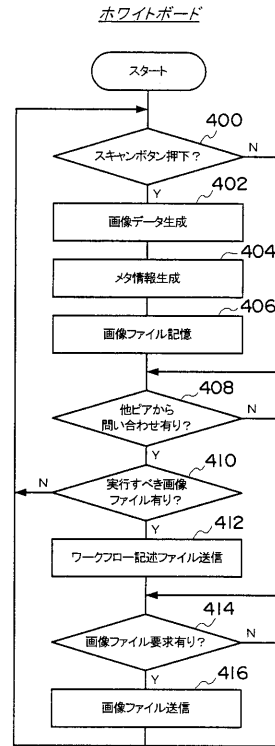 ホワイトボード
スタート
400
スキャンボタン押下？
N
Y
402
画像データ生成
404
メタ情報生成
406
画像ファイル記憶
408
他ピアから
問い合わせ有り？
N
Y
410
実行すべき画像
ファイル有り？
N
Y
412
ワークフロー記述ファイル送信
414
画像ファイル要求有り？
N
Y
416
画像ファイル送信